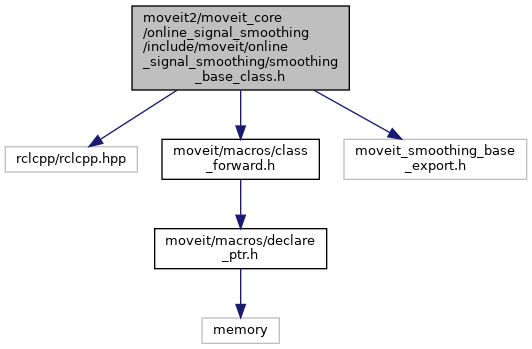 moveit2/moveit_core
/online_signal_smoothing
/include/moveit/online
_signal_smoothing/smoothing
_base_class.h
rclcpp/rclcpp.hpp
moveit/macros/class
_forward.h
moveit_smoothing_base
_export.h
moveit/macros/declare
_ptr.h
memory